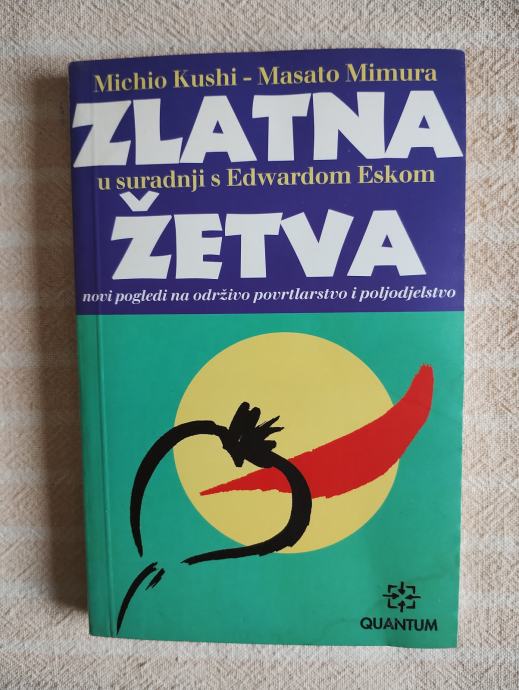 Michio Kushi - Masato Mimura
ZLATNA
u suradnji s Edwardom Eskom
ŽETVA
novi pogledi na održivo povrtlarstvo i poljodjelstvo
QUANTUM